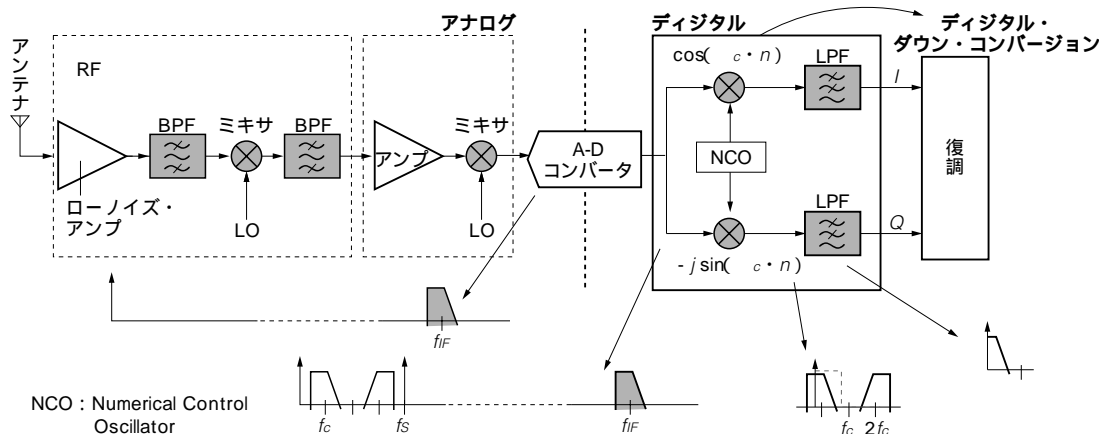 アナログ
ディジタル
ディジタル・
ダウン・コンバージョン
アンテナ
RF
BPF
ミキサ
BPF
ローノイズ・
アンプ
LO
アンプ
ミキサ
LO
A-D
コンバータ
cos( c・n)
LPF
I
NCO
LPF
Q
- j sin( c・n)
復調
fIF
fC
fS
fIF
fC 2fC
NCO：Numerical Control
Oscillator